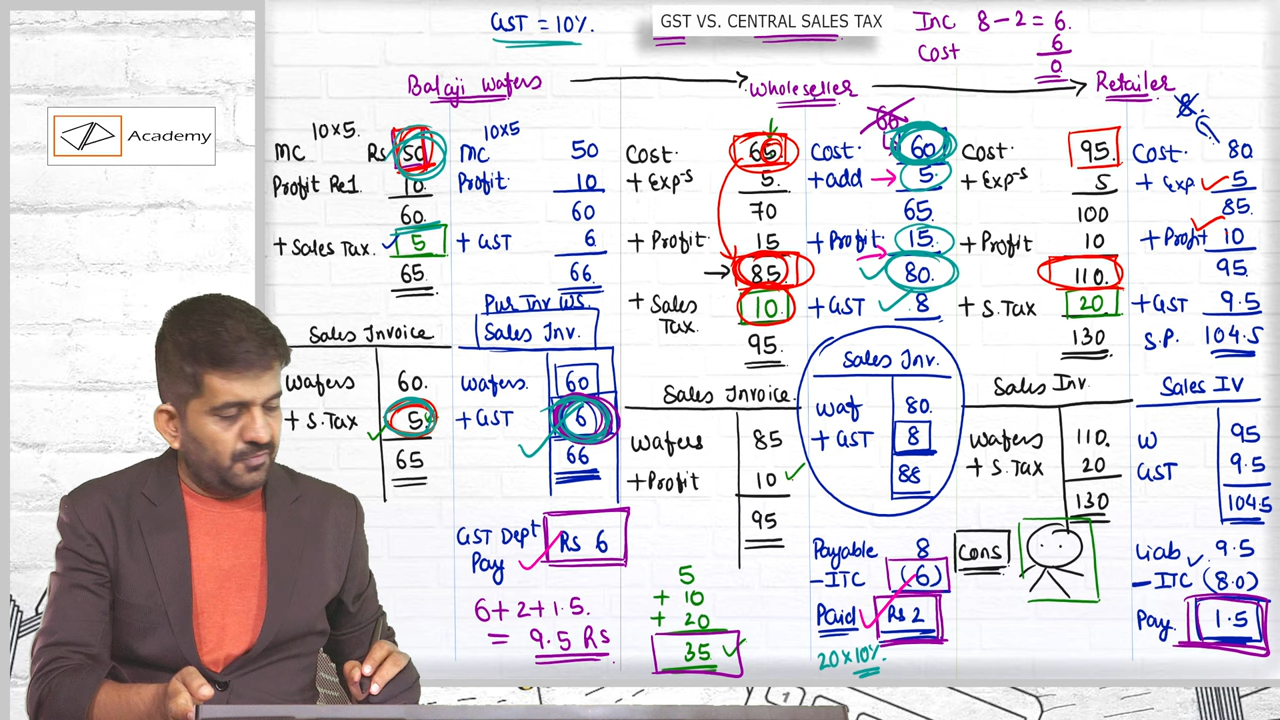 GST = 10%.
GST VS. CENTRAL SALES TAX
Inc 8 - 2 = 6.
Cost 6
0
Balaji Wafers
Wholeseller
Retailer
Academy
10x5.
MC Rs 50
Profit Re1. 10.
60.
+ Sales Tax. 5
65
Sales Invoice
Wafers 60.
+ S.Tax 5
65
10x5
MC 50
Profit 10
60
+ GST 6
66
Pur Inv WS.
Sales Inv.
Wafers. 60
+ GST 6
66
GST Dept Rs 6
Pay
6+2+1.5.
= 9.5 Rs
Cost. 65
+ Exp-s 5.
70
+ Profit. 15
85
+ Sales 10.
Tax.
95.
Sales Invoice.
Wafers 85
+ Profit 10
95
5
+ 10
+ 20
35
66
Cost. 60
+ add 5.
65.
+ Profit. 15.
80.
+ GST 8
Sales Inv.
Waf 80.
+ GST 8
88
Payable 8
- ITC (6)
Paid Rs 2
20x10%
Cost. 95.
+ Exp-s 5
100
+ Profit 10
110.
+ S.Tax 20
130
Sales Inv.
Wafers 110.
+ S.Tax 20
130
Cons
8.
Cost. 80
+ Exp 5
85.
+ Profit 10
95
+ GST 9.5
S.P. 104.5
Sales IV
W 95
GST 9.5
104.5
Liab 9.5
- ITC (8.0)
Pay. 1.5